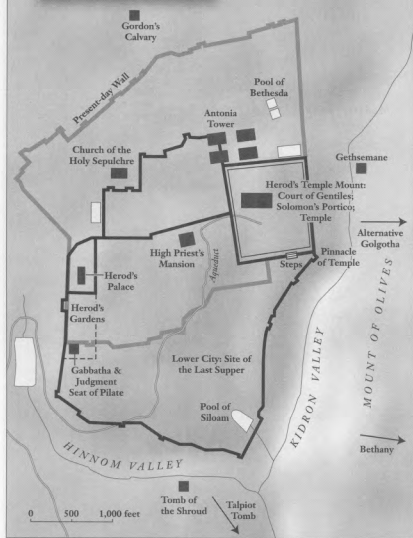 Gordon's
Calvary
Present-day Wall
Pool of
Bethesda
Antonia
Tower
Church of the
Holy Sepulchre
Gethsemane
Herod's Temple Mount:
Court of Gentiles;
Solomon's Portico;
Temple
Alternative
Golgotha
High Priest's
Mansion
Aqueduct
Steps
Pinnacle
of Temple
Herod's
Palace
Herod's
Gardens
MOUNT OF OLIVES
KIDRON VALLEY
Lower City: Site of
the Last Supper
Gabbatha &
Judgment
Seat of Pilate
Pool of
Siloam
Bethany
HINNOM VALLEY
Tomb of
the Shroud
Talpiot
Tomb
0 500 1,000 feet